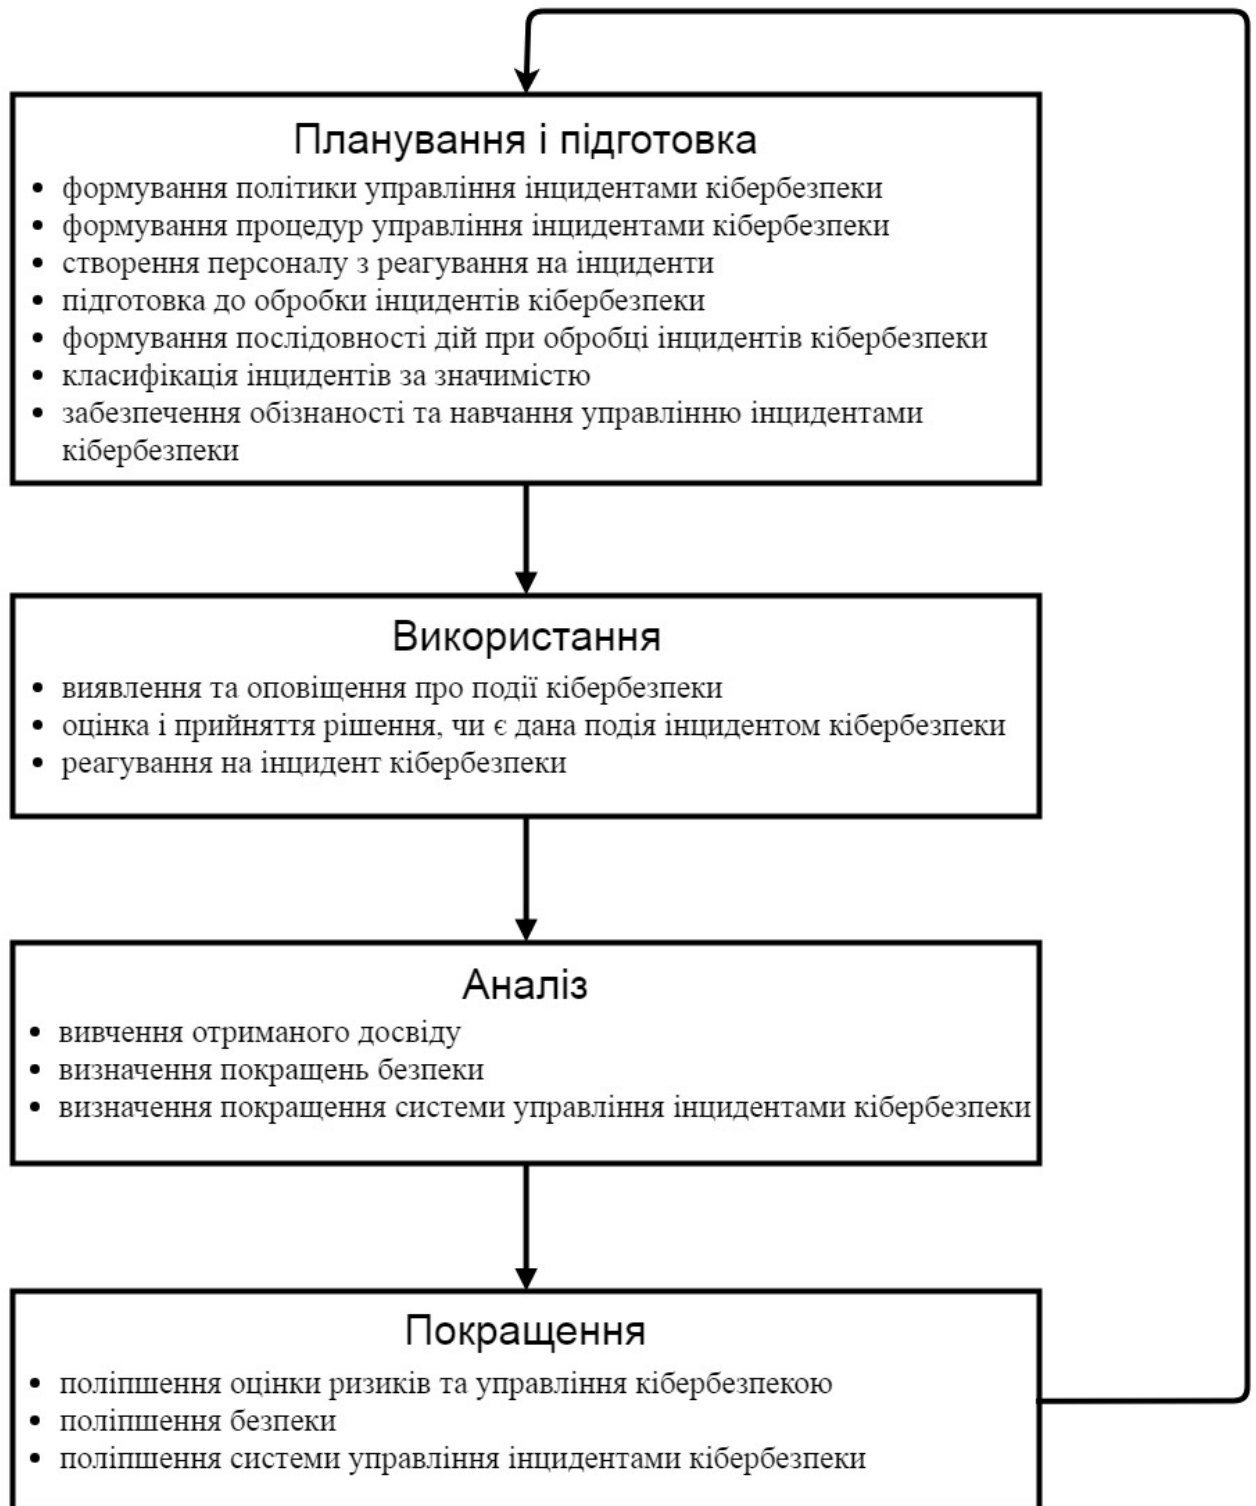 Планування і підготовка
• формування політики управління інцидентами кібербезпеки
• формування процедур управління інцидентами кібербезпеки
• створення персоналу з реагування на інциденти
• підготовка до обробки інцидентів кібербезпеки
• формування послідовності дій при обробці інцидентів кібербезпеки
• класифікація інцидентів за значимістю
• забезпечення обізнаності та навчання управлінню інцидентами
кібербезпеки
Використання
• виявлення та оповіщення про події кібербезпеки
• оцінка і прийняття рішення, чи є дана подія інцидентом кібербезпеки
• реагування на інцидент кібербезпеки
Аналіз
• вивчення отриманого досвіду
• визначення покращень безпеки
• визначення покращення системи управління інцидентами кібербезпеки
Покращення
• поліпшення оцінки ризиків та управління кібербезпекою
• поліпшення безпеки
• поліпшення системи управління інцидентами кібербезпеки